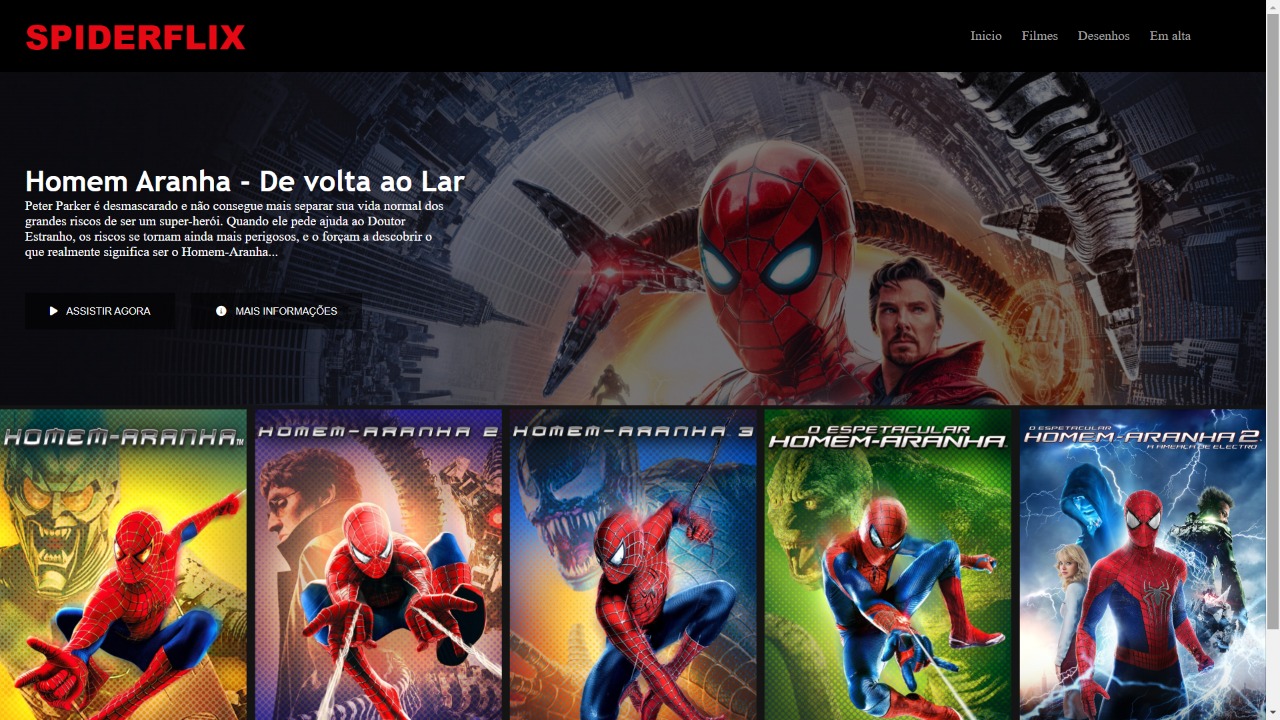 SPIDERFLIX
Inicio Filmes Desenhos Em alta
Homem Aranha - De volta ao Lar
Peter Parker é desmascarado e não consegue mais separar sua vida normal dos
grandes riscos de ser um super-herói. Quando ele pede ajuda ao Doutor
Estranho, os riscos se tornam ainda mais perigosos, e o forçam a descobrir o
que realmente significa ser o Homem-Aranha...
ASSISTIR AGORA MAIS INFORMAÇÕES
HOMEM-ARANHA™
HOMEM-ARANHA 2
HOMEM-ARANHA 3
O ESPETACULAR
HOMEM-ARANHA
O ESPETACULAR
HOMEM-ARANHA 2
A AMEAÇA DE ELECTRO